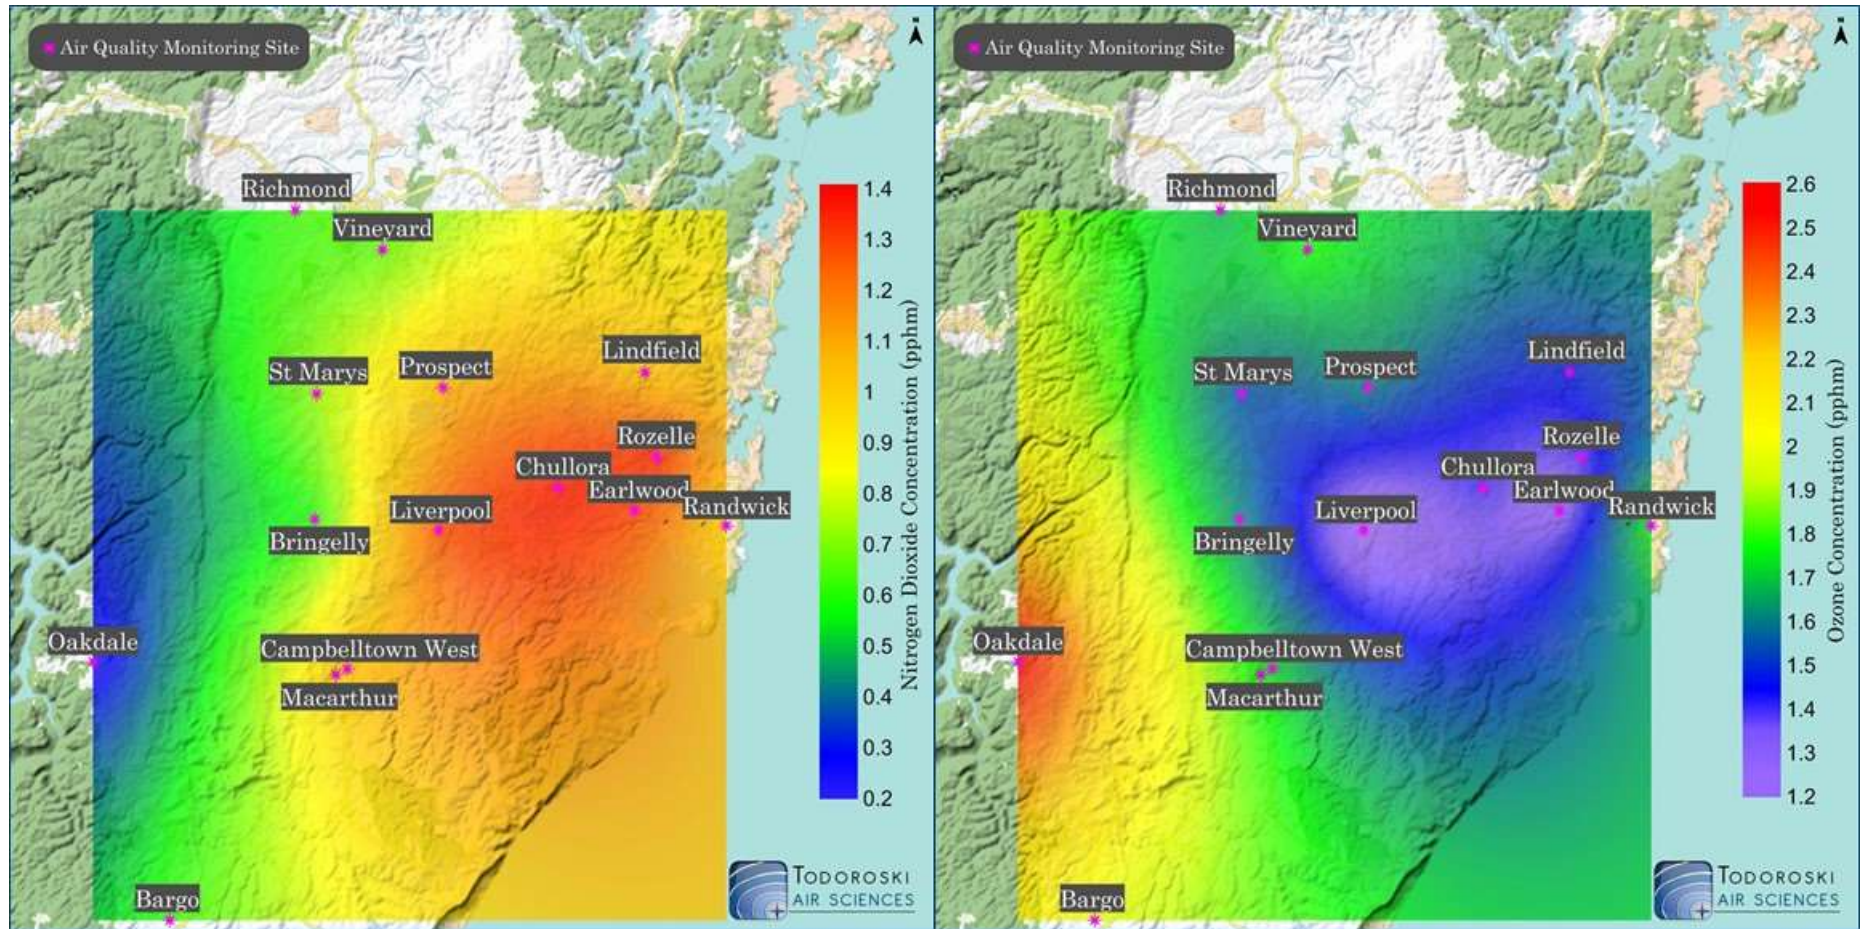 Air Quality Monitoring Site
Richmond
Vineyard
St Marys
Prospect
Lindfield
Rozelle
Chullora
Earlwood
Randwick
Liverpool
Bringelly
Oakdale
Campbelltown West
Macarthur
Bargo
1.4
1.3
1.2
1.1
1
0.9
0.8
0.7
0.6
0.5
0.4
0.3
0.2
Nitrogen Dioxide Concentration (pphm)
TODOROSKI
AIR SCIENCES
Air Quality Monitoring Site
Richmond
Vineyard
St Marys
Prospect
Lindfield
Rozelle
Chullora
Earlwood
Randwick
Liverpool
Bringelly
Oakdale
Campbelltown West
Macarthur
Bargo
2.6
2.5
2.4
2.3
2.2
2.1
2
1.9
1.8
1.7
1.6
1.5
1.4
1.3
1.2
Ozone Concentration (pphm)
TODOROSKI
AIR SCIENCES